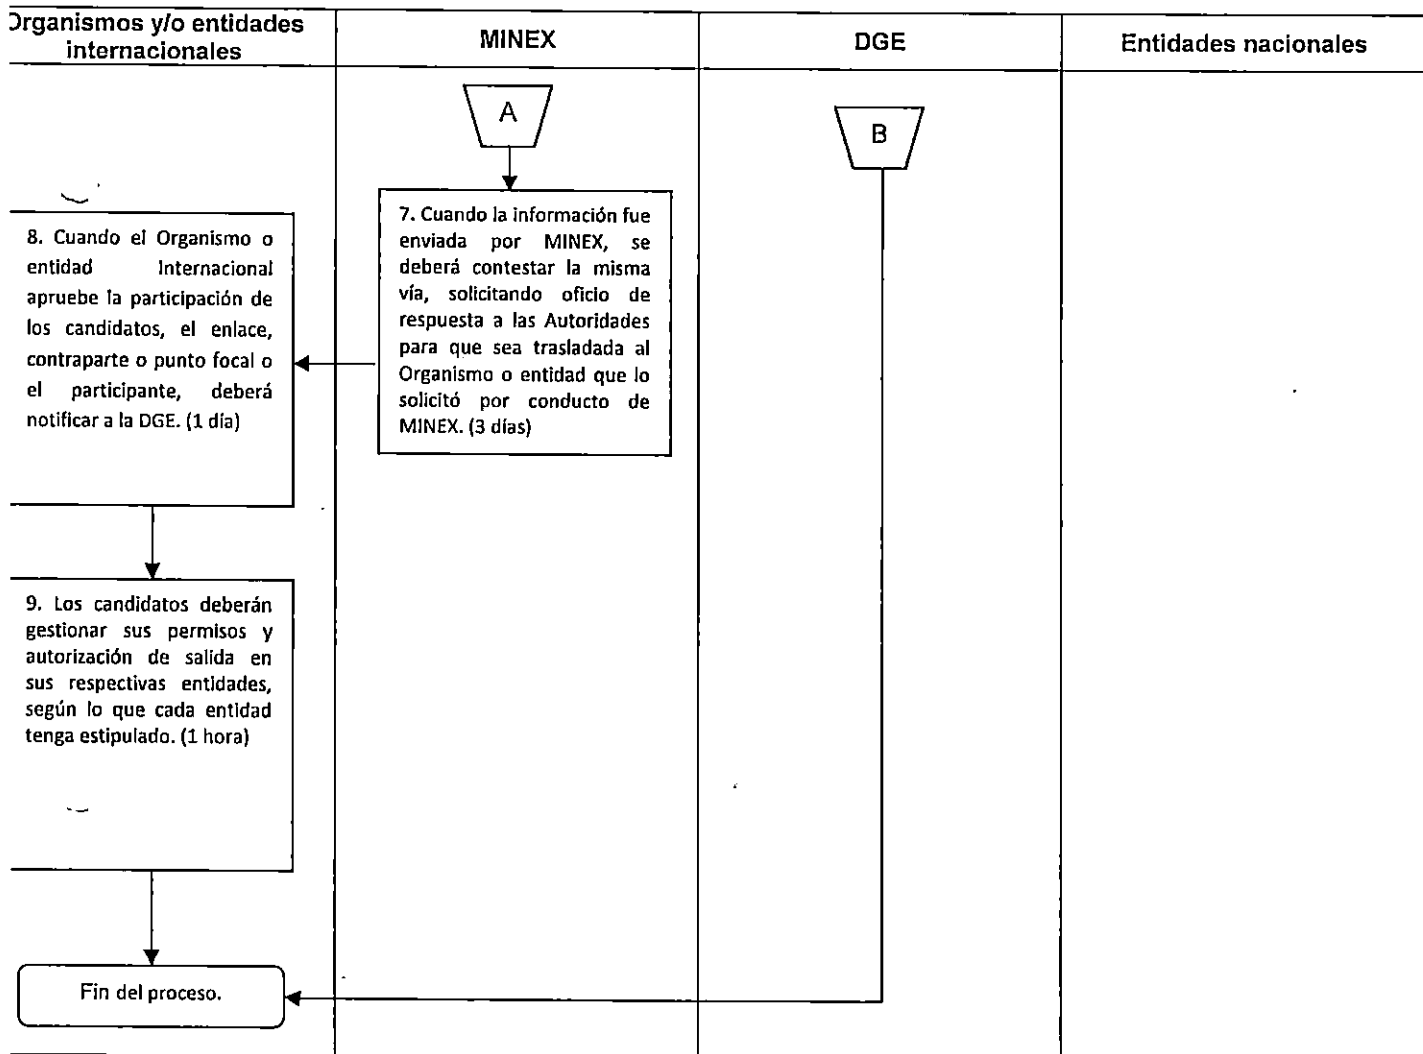 Organismos y/o entidades
internacionales
MINEX
DGE
Entidades nacionales
A
B
7. Cuando la información fue
enviada por MINEX, se
deberá contestar la misma
vía, solicitando oficio de
respuesta a las Autoridades
para que sea trasladada al
Organismo o entidad que lo
solicitó por conducto de
MINEX. (3 días)
8. Cuando el Organismo o
entidad Internacional
apruebe la participación de
los candidatos, el enlace,
contraparte o punto focal o
el participante, deberá
notificar a la DGE. (1 día)
9. Los candidatos deberán
gestionar sus permisos y
autorización de salida en
sus respectivas entidades,
según lo que cada entidad
tenga estipulado. (1 hora)
Fin del proceso.